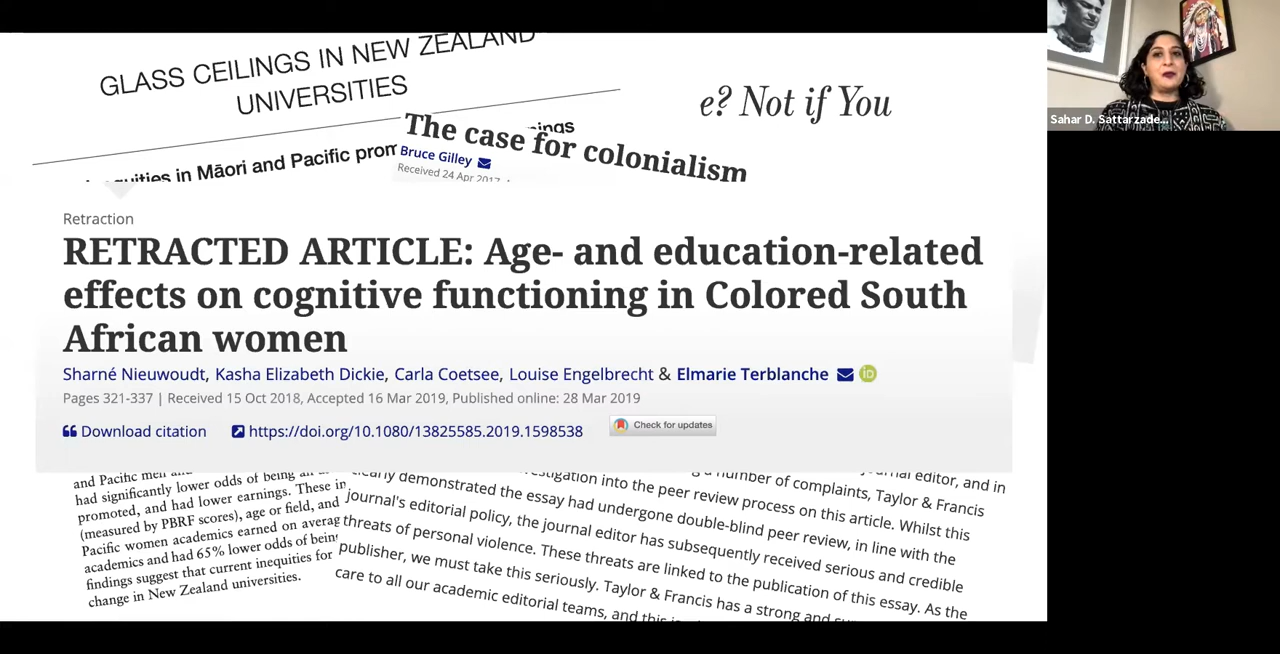 GLASS CEILINGS IN NEW ZEALAND
UNIVERSITIES
in Māori and Pacific
e? Not if You
The case for colonialism
Bruce Gilley
Received 24 Apr 2017
Sahar D. Sattarzade...
Retraction
RETRACTED ARTICLE: Age- and education-related
effects on cognitive functioning in Colored South
African women
Sharné Nieuwoudt, Kasha Elizabeth Dickie, Carla Coetsee, Louise Engelbrecht & Elmarie Terblanche
iD
Pages 321-337 | Received 15 Oct 2018, Accepted 16 Mar 2019, Published online: 28 Mar 2019
Download citation
https://doi.org/10.1080/13825585.2019.1598538
Check for updates
and Pacific men and
had significantly lower odds of being an
promoted, and had lower earnings. These in
(measured by PBRF scores), age or field, and
Pacific women academics earned on averag
academics and had 65% lower odds of bein
findings suggest that current inequities for
change in New Zealand universities.
a number of complaints, Taylor & Francis
journal editor, and in
investigation into the peer review process on this article. Whilst this
clearly demonstrated the essay had undergone double-blind peer review, in line with the
journal's editorial policy, the journal editor has subsequently received serious and credible
threats of personal violence. These threats are linked to the publication of this essay. As the
publisher, we must take this seriously. Taylor & Francis has a strong and
care to all our academic editorial teams, and this